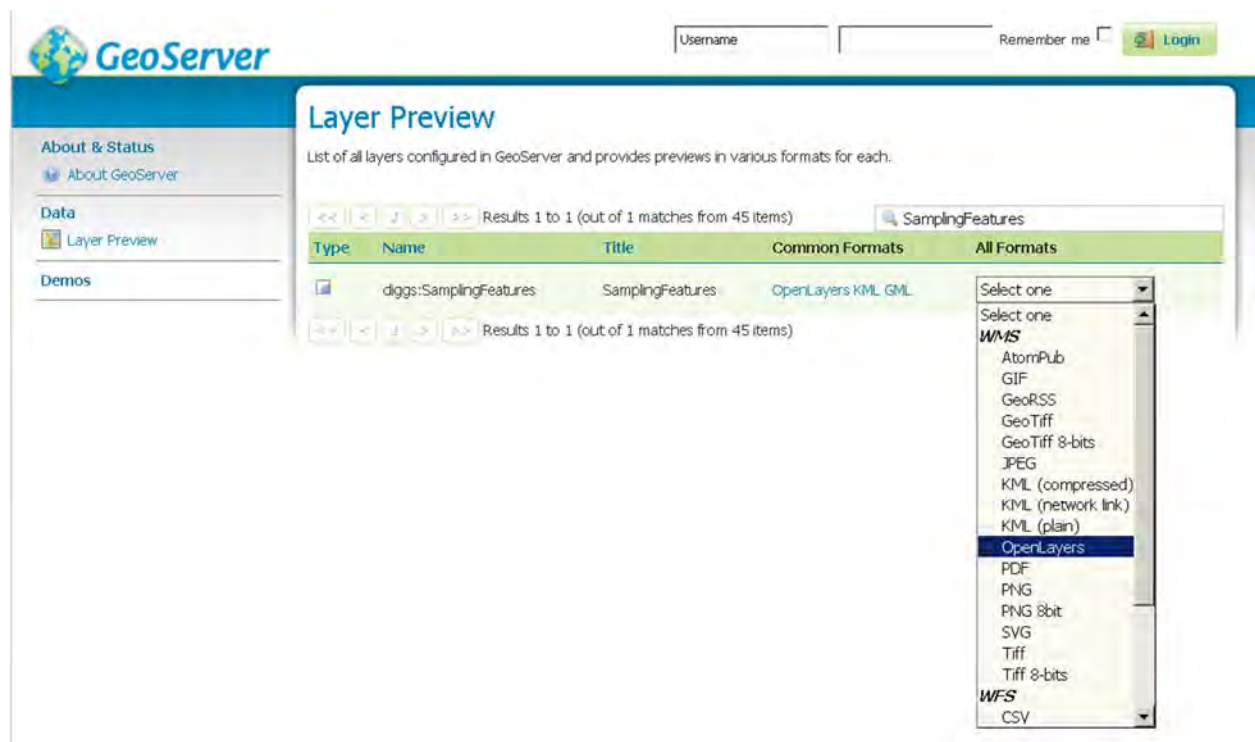 GeoServer
Username
Remember me
Login
Layer Preview
List of all layers configured in GeoServer and provides previews in various formats for each.
About & Status
About GeoServer
Data
Layer Preview
Demos
<< < 1 > >> Results 1 to 1 (out of 1 matches from 45 items)
SamplingFeatures
Type Name Title Common Formats All Formats
diggs:SamplingFeatures SamplingFeatures OpenLayers KML GML Select one
<< < 1 > >> Results 1 to 1 (out of 1 matches from 45 items)
Select one
WMS
AtomPub
GIF
GeoRSS
GeoTiff
GeoTiff 8-bits
JPEG
KML (compressed)
KML (network link)
KML (plain)
OpenLayers
PDF
PNG
PNG 8bit
SVG
Tiff
Tiff 8-bits
WFS
CSV